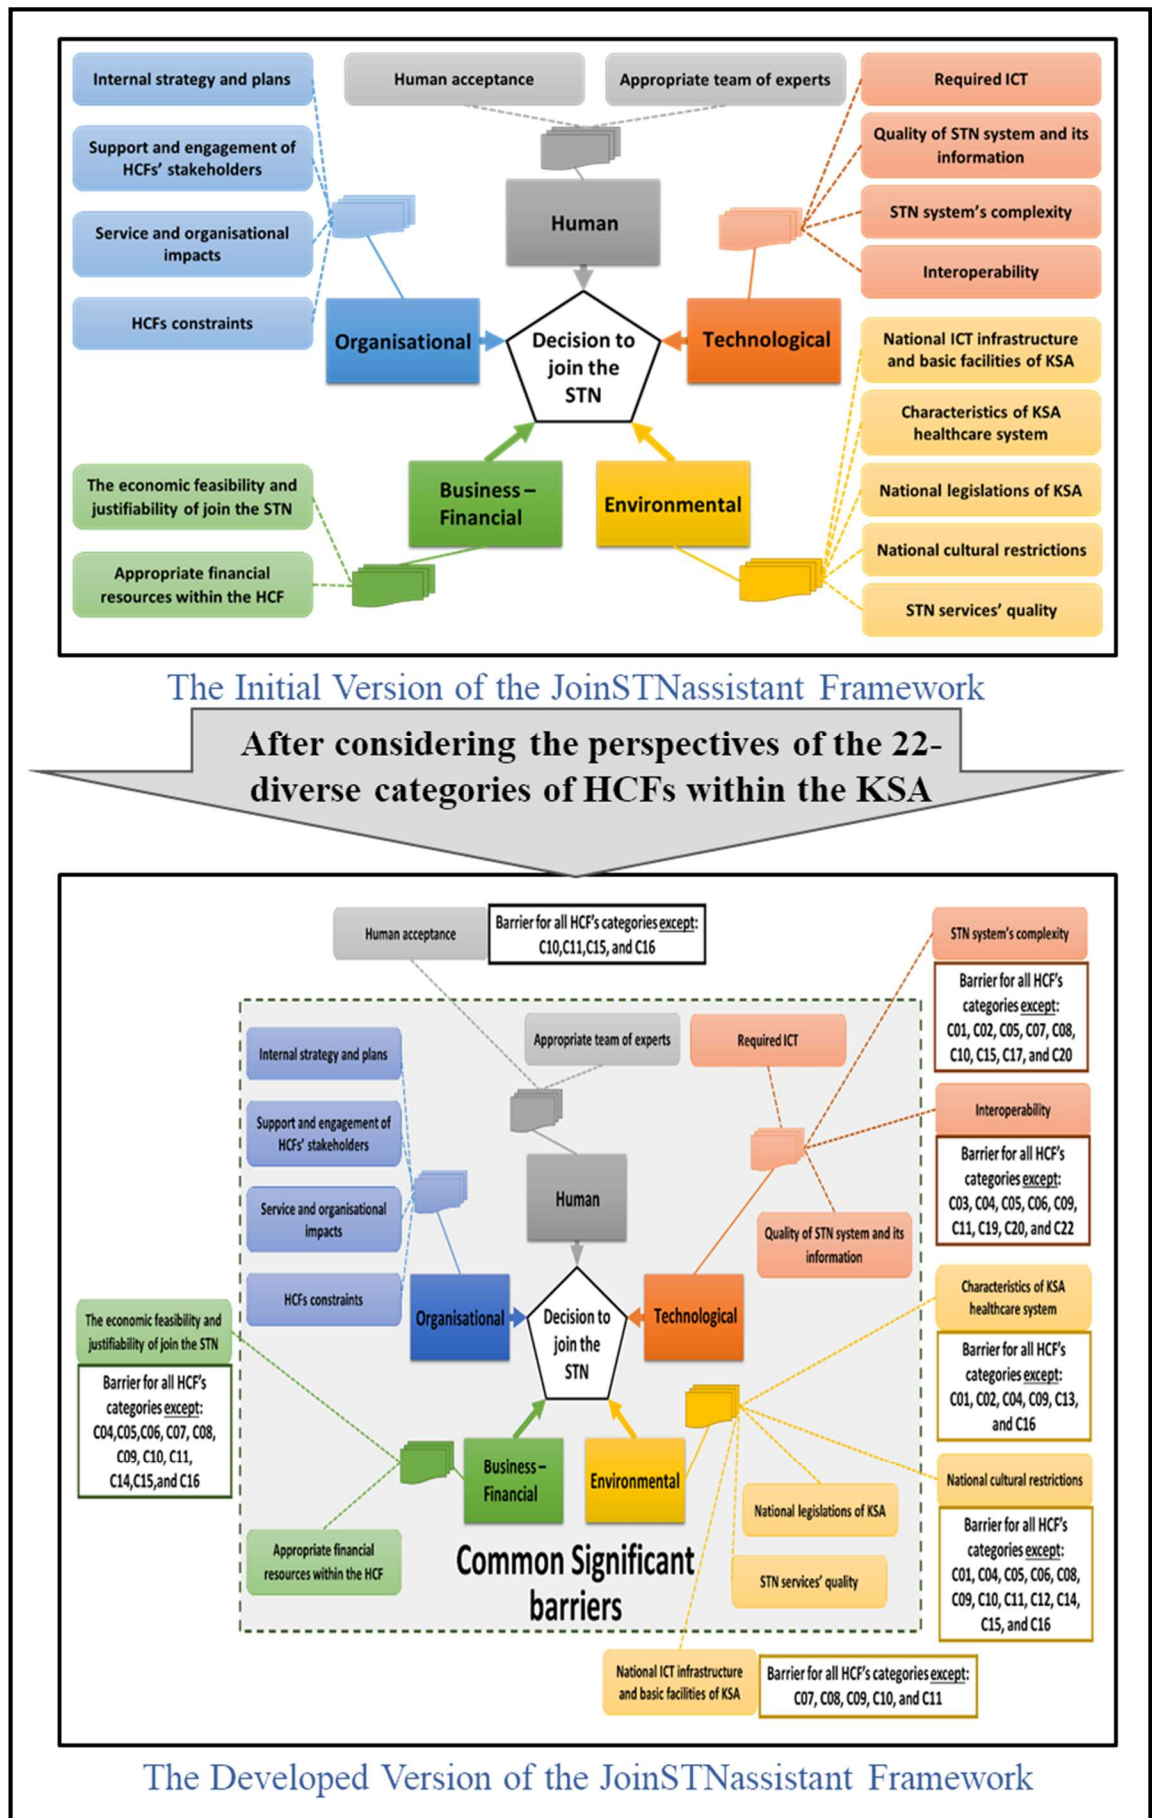 Internal strategy and plans
Support and engagement of
HCFs' stakeholders
Service and organisational
impacts
HCFs constraints
Human acceptance
Appropriate team of experts
Required ICT
Quality of STN system and its
information
STN system's complexity
Interoperability
Human
Organisational
Decision to
join the
STN
Technological
National ICT infrastructure
and basic facilities of KSA
Characteristics of KSA
healthcare system
National legislations of KSA
National cultural restrictions
STN services' quality
The economic feasibility and
justifiability of join the STN
Appropriate financial
resources within the HCF
Business –
Financial
Environmental
The Initial Version of the JoinSTNassistant Framework
After considering the perspectives of the 22-
diverse categories of HCFs within the KSA
Human acceptance
Barrier for all HCF's categories except:
C10,C11,C15, and C16
STN system's complexity
Barrier for all HCF's
categories except:
C01, C02, C05, C07, C08,
C10, C15, C17, and C20
Internal strategy and plans
Support and engagement of
HCFs' stakeholders
Service and organisational
impacts
HCFs constraints
Appropriate team of experts
Required ICT
Interoperability
Barrier for all HCF's
categories except:
C03, C04, C05, C06, C09,
C11, C19, C20, and C22
Human
Quality of STN system and its
information
Organisational
Decision to
join the
STN
Technological
Characteristics of KSA
healthcare system
Barrier for all HCF's
categories except:
C01, C02, C04, C09, C13,
and C16
The economic feasibility and
justifiability of join the STN
Barrier for all HCF's
categories except:
C04,C05,C06, C07, C08,
C09, C10, C11,
C14,C15,and C16
Business –
Financial
Environmental
National cultural restrictions
Barrier for all HCF's
categories except:
C01, C04, C05, C06, C08,
C09, C10, C11, C12, C14,
C15, and C16
National legislations of KSA
STN services' quality
Appropriate financial
resources within the HCF
Common Significant
barriers
National ICT infrastructure
and basic facilities of KSA
Barrier for all HCF's categories except:
C07, C08, C09, C10, and C11
The Developed Version of the JoinSTNassistant Framework